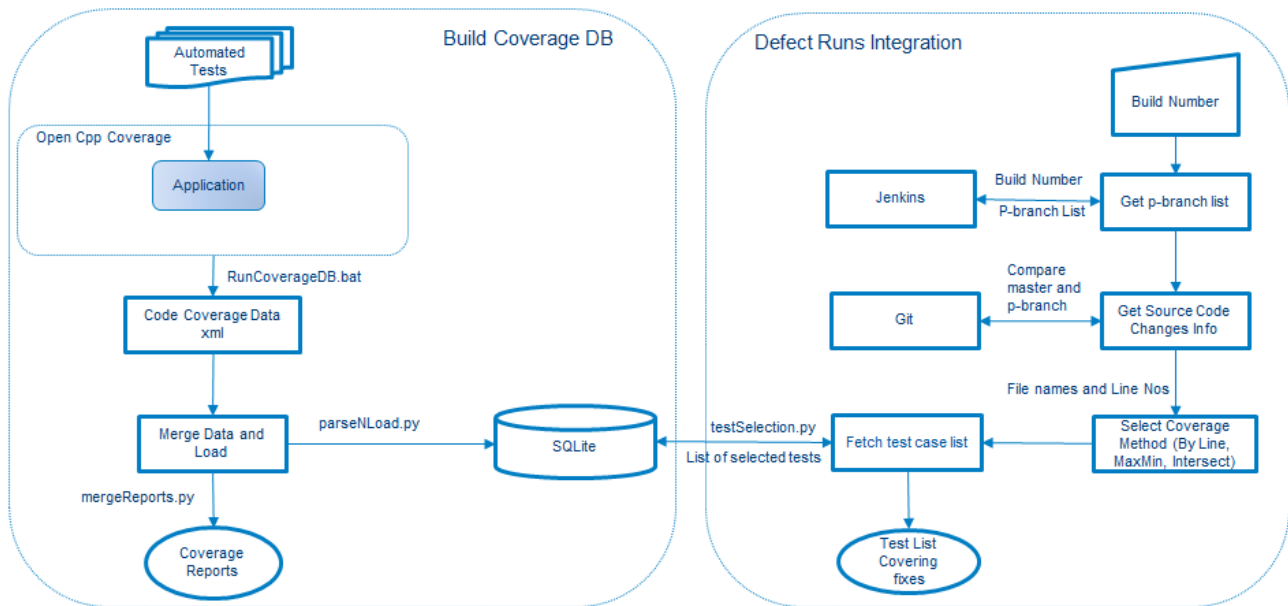 Build Coverage DB
Automated
Tests
Open Cpp Coverage
Application
RunCoverageDB.bat
Code Coverage Data
xml
Merge Data and
Load
parseNLoad.py
SQLite
mergeReports.py
Coverage
Reports
Defect Runs Integration
Build Number
Jenkins
Build Number
P-branch List
Get p-branch list
Compare
master and
p-branch
Git
Get Source Code
Changes Info
File names and Line Nos
Select Coverage
Method (By Line,
MaxMin, Intersect)
Fetch test case list
testSelection.py
List of selected tests
Test List
Covering
fixes